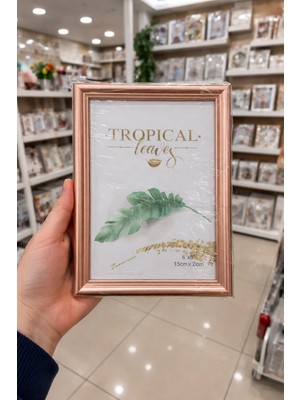 TROPICAL
leaves
15cm x 20cm